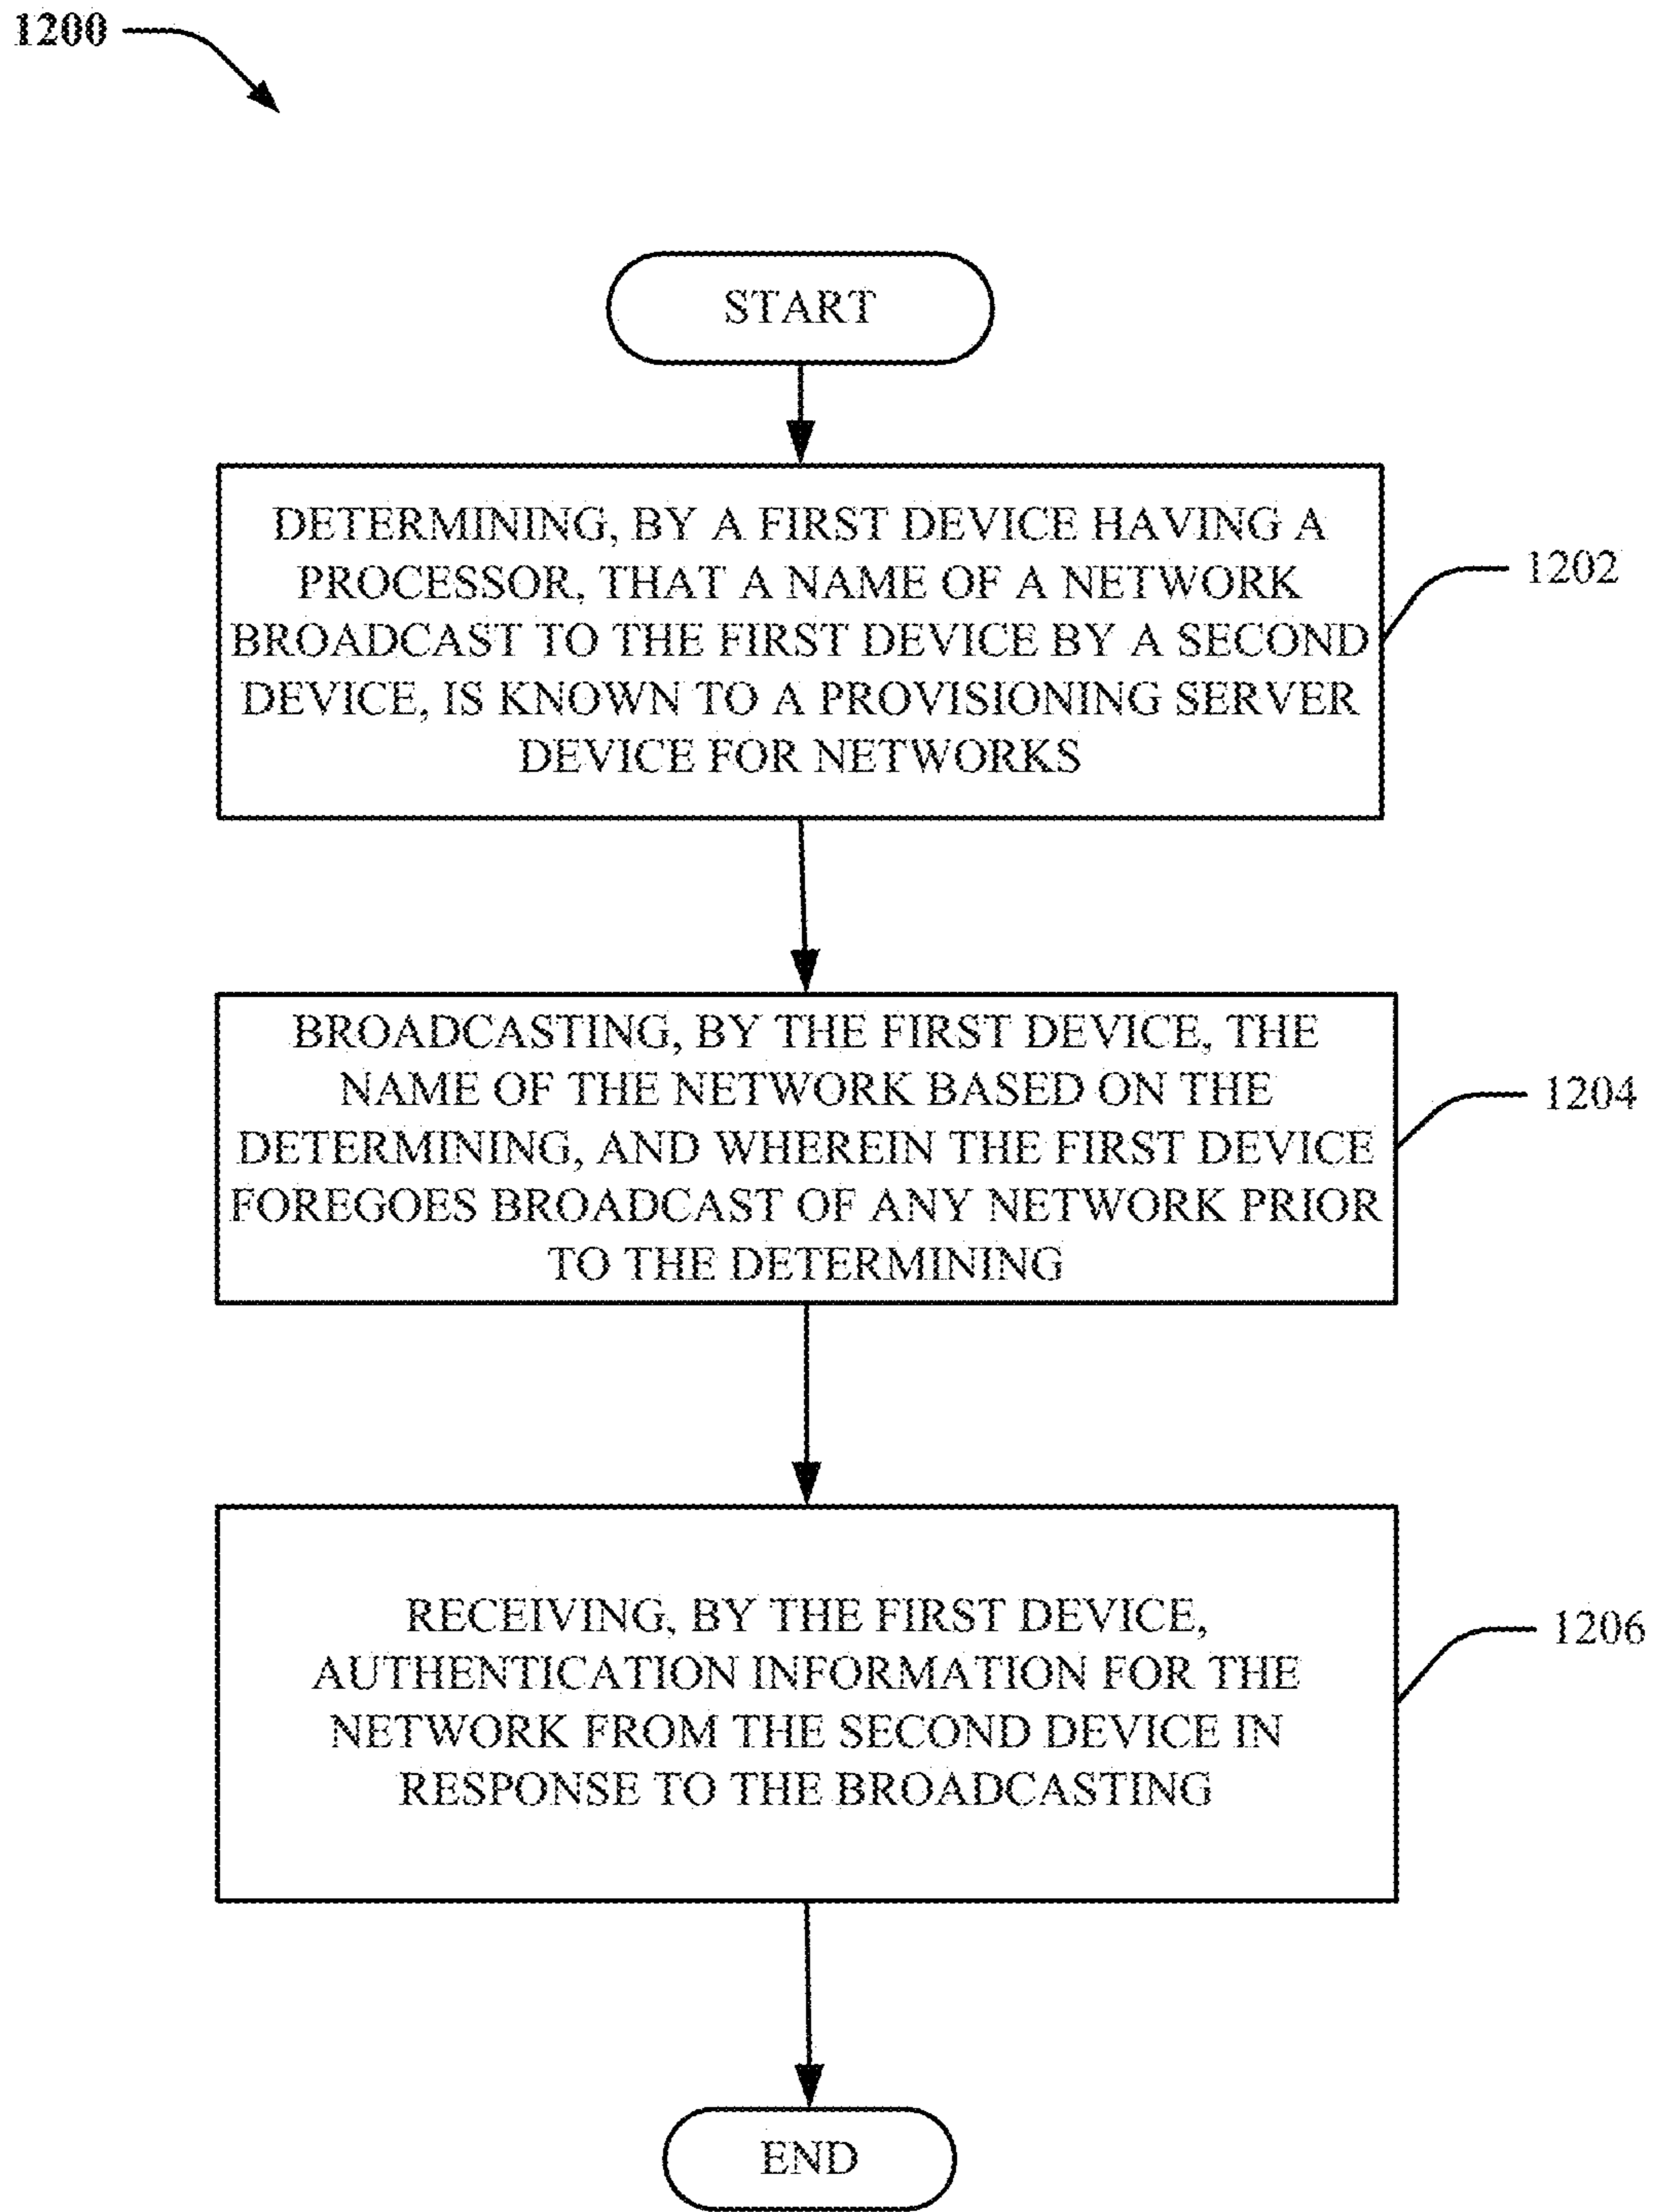 1200
START
DETERMINING, BY A FIRST DEVICE HAVING A
PROCESSOR, THAT A NAME OF A NETWORK
BROADCAST TO THE FIRST DEVICE BY A SECOND
DEVICE, IS KNOWN TO A PROVISIONING SERVER
DEVICE FOR NETWORKS
1202
BROADCASTING, BY THE FIRST DEVICE, THE
NAME OF THE NETWORK BASED ON THE
DETERMINING, AND WHEREIN THE FIRST DEVICE
FOREGOES BROADCAST OF ANY NETWORK PRIOR
TO THE DETERMINING
1204
RECEIVING, BY THE FIRST DEVICE,
AUTHENTICATION INFORMATION FOR THE
NETWORK FROM THE SECOND DEVICE IN
RESPONSE TO THE BROADCASTING
1206
END